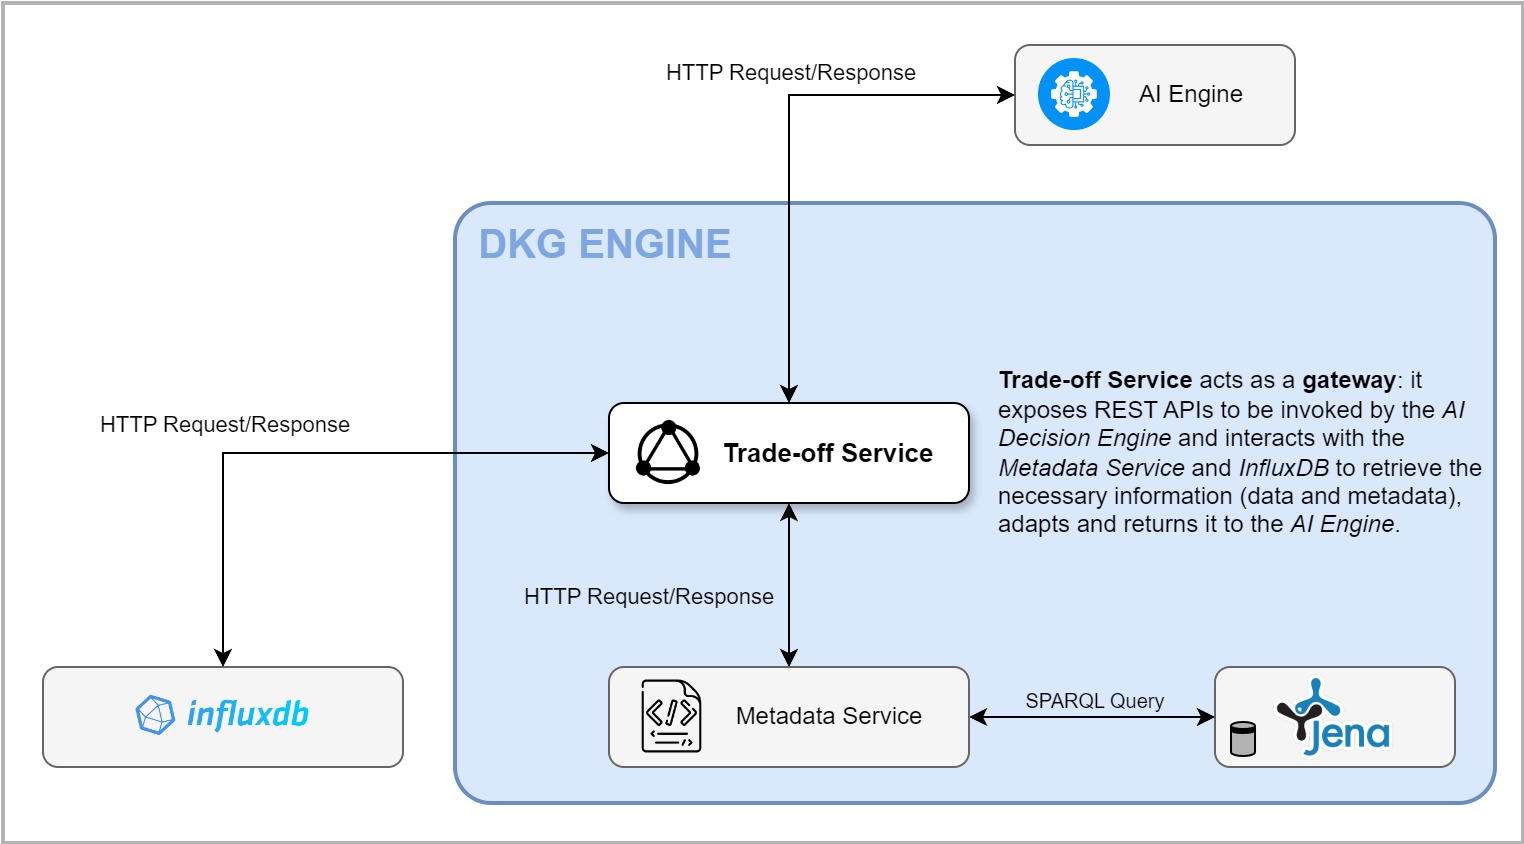 HTTP Request/Response
AI Engine
DKG ENGINE
Trade-off Service acts as a gateway: it
exposes REST APIs to be invoked by the AI
Decision Engine and interacts with the
Metadata Service and InfluxDB to retrieve the
necessary information (data and metadata),
adapts and returns it to the AI Engine.
HTTP Request/Response
Trade-off Service
HTTP Request/Response
influxdb
Metadada Service
SPARQL Query
Jena